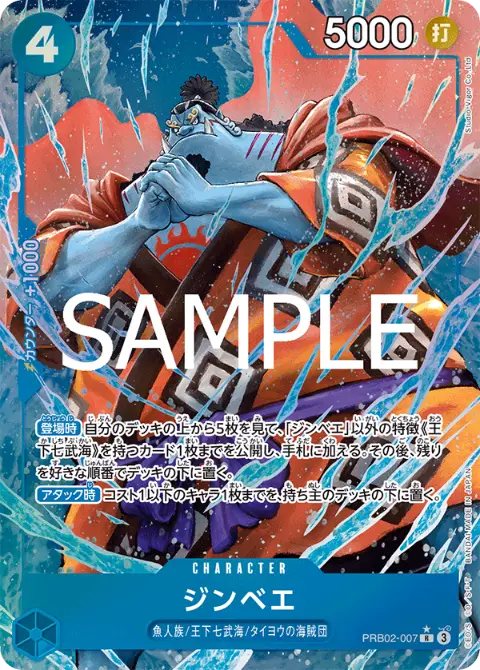 4
5000
打
Studio Vigor Co.,Ltd.
カウンター+1000
SAMPLE
登場時 自分のデッキの上から5枚を見て、「ジンベエ」以外の特徴《王
下七武海》を持つカード1枚までを公開し、手札に加える。その後、残り
を好きな順番でデッキの下に置く。
アタック時 コスト1以下のキャラ1枚までを、持ち主のデッキの下に置く。
CHARACTER
ジンベエ
魚人族/王下七武海/タイヨウの海賊団
PRB02-007 R 3
BANDAI MADE IN JAPAN